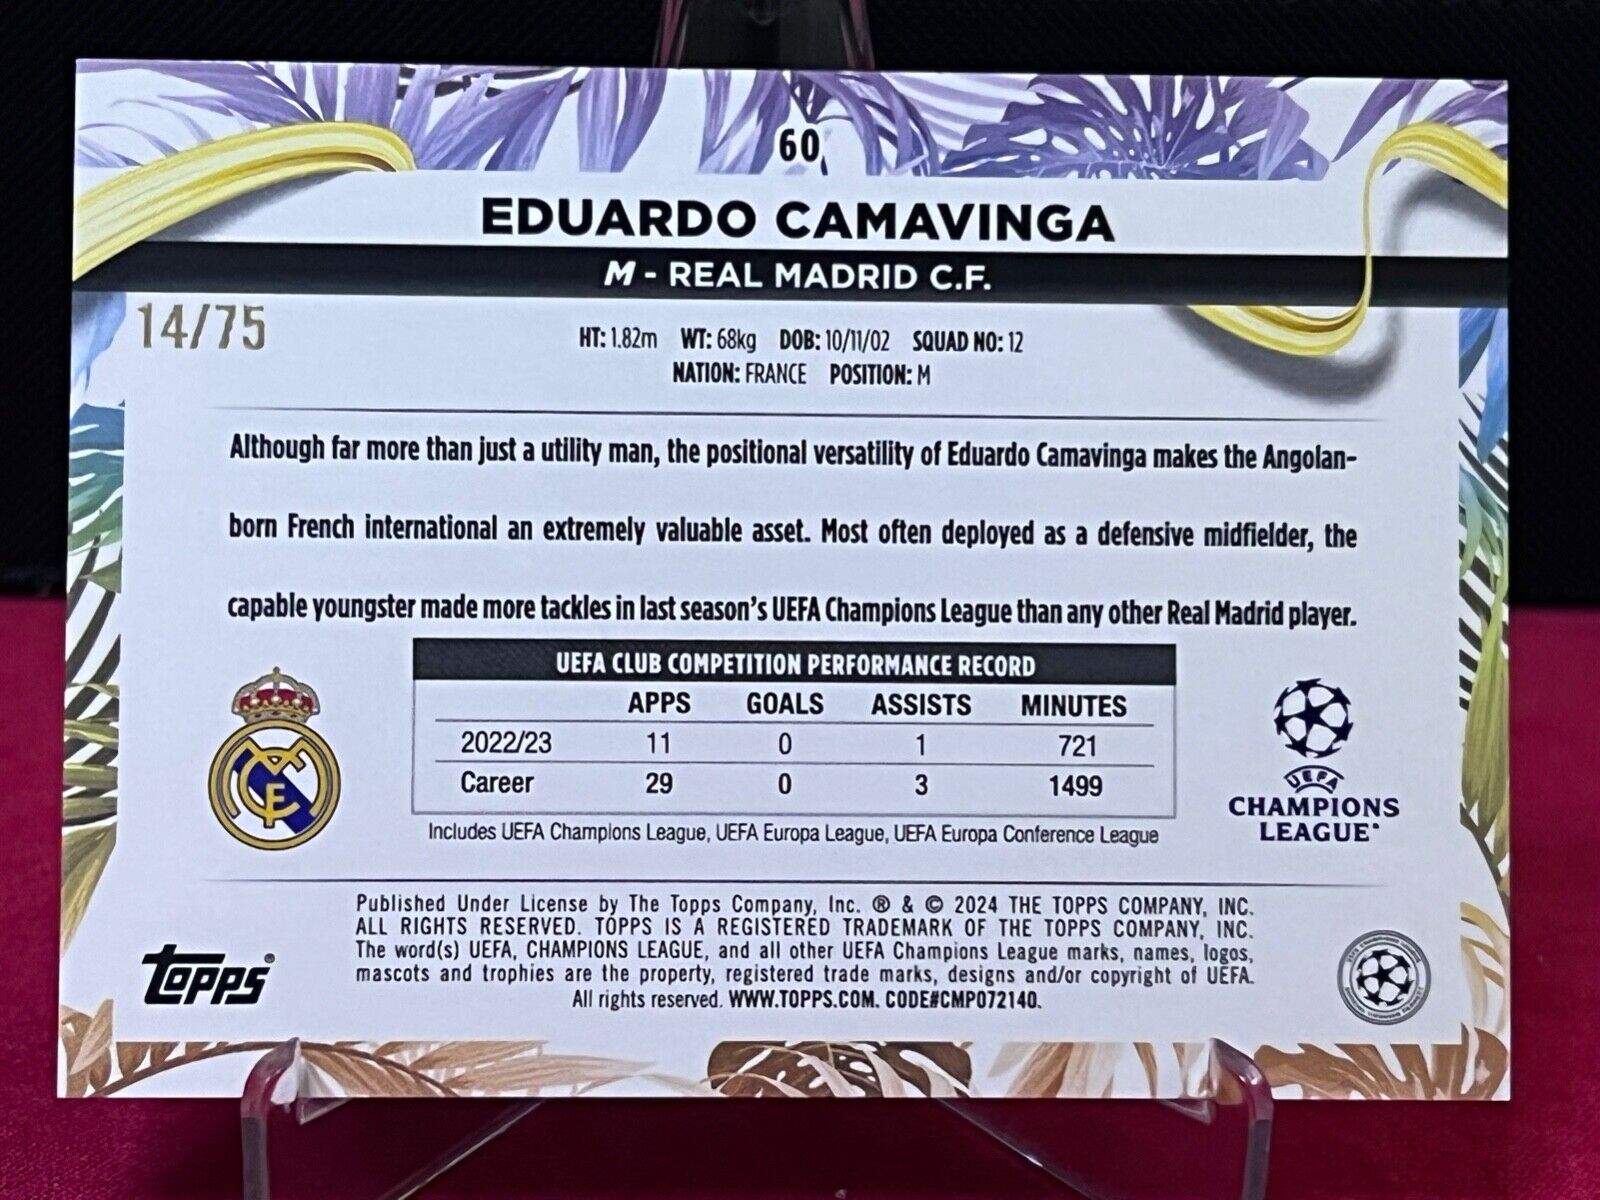 60
EDUARDO CAMAVINGA
M - REAL MADRID C.F.
14/75
HT: 1.82m WT: 68kg DOB: 10/11/02 SQUAD NO: 12
NATION: FRANCE POSITION: M
Although far more than just a utility man, the positional versatility of Eduardo Camavinga makes the Angolan-
born French international an extremely valuable asset. Most often deployed as a defensive midfielder, the
capable youngster made more tackles in last season's UEFA Champions League than any other Real Madrid player.
UEFA CLUB COMPETITION PERFORMANCE RECORD
APPS GOALS ASSISTS MINUTES
2022/23 11 0 1 721
Career 29 0 3 1499
Includes UEFA Champions League, UEFA Europa League, UEFA Europa Conference League
UEFA
CHAMPIONS
LEAGUE®
Published Under License by The Topps Company, Inc. ® & © 2024 THE TOPPS COMPANY, INC.
ALL RIGHTS RESERVED. TOPPS IS A REGISTERED TRADEMARK OF THE TOPPS COMPANY, INC.
The word(s) UEFA, CHAMPIONS LEAGUE, and all other UEFA Champions League marks, names, logos,
mascots and trophies are the property, registered trade marks, designs and/or copyright of UEFA.
All rights reserved. WWW.TOPPS.COM. CODE#CMP072140.
topps®